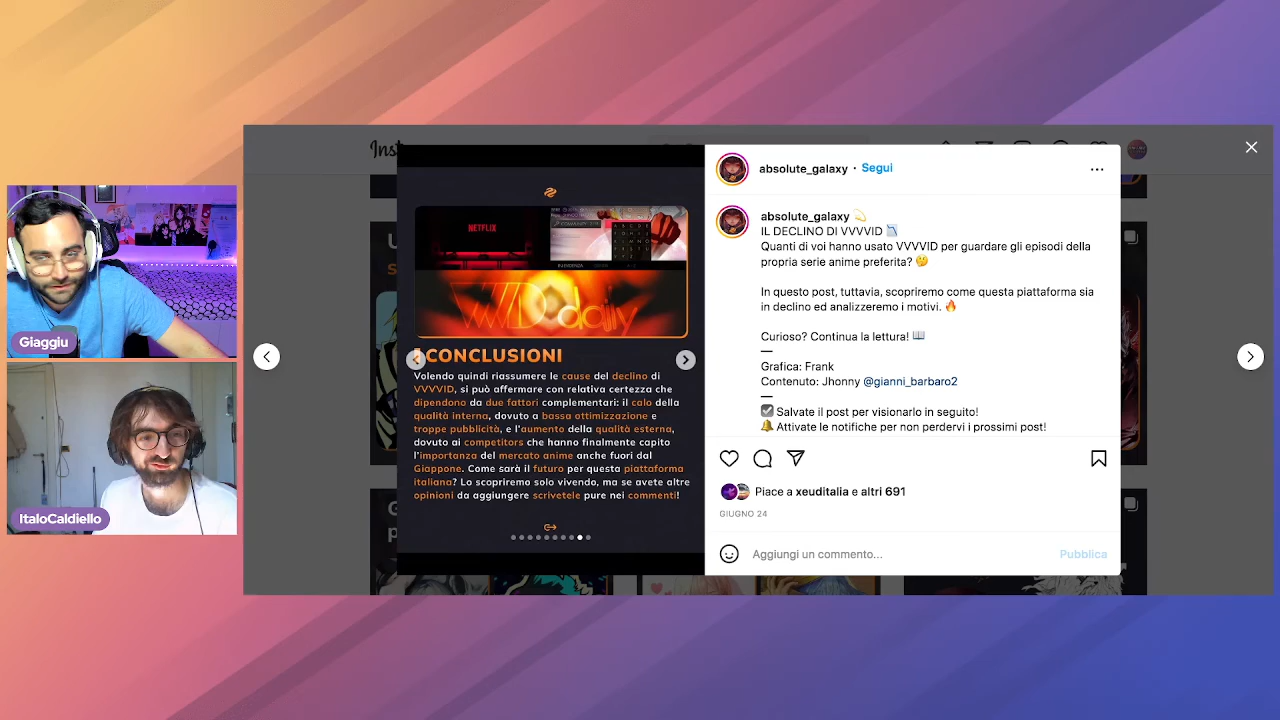 Inst
absolute_galaxy • Segui
absolute_galaxy 💫
IL DECLINO DI VVVVID 📉
Quanti di voi hanno usato VVVVID per guardare gli episodi della
propria serie anime preferita? 🤔
In questo post, tuttavia, scopriremo come questa piattaforma sia
in declino ed analizzeremo i motivi. 🔥
Curioso? Continua la lettura! 📖
—
Grafica: Frank
Contenuto: Jhonny @gianni_barbaro2
—
☑️ Salvate il post per visionarlo in seguito!
🔔 Attivate le notifiche per non perdervi i prossimi post!
Piace a xeuditalia e altri 691
GIUGNO 24
Aggiungi un commento...
Pubblica
NETFLIX
CONCLUSIONI
Volendo quindi riassumere le cause del declino di
VVVVID, si può affermare con relativa certezza che
dipendono da due fattori complementari: il calo della
qualità interna, dovuto a bassa ottimizzazione e
troppe pubblicità, e l'aumento della qualità esterna,
dovuto ai competitors che hanno finalmente capito
l'importanza del mercato anime anche fuori dal
Giappone. Come sarà il futuro per questa piattaforma
italiana? Lo scopriremo solo vivendo, ma se avete altre
opinioni da aggiungere scrivetele pure nei commenti!
Giaggiu
ItaloCaldiello